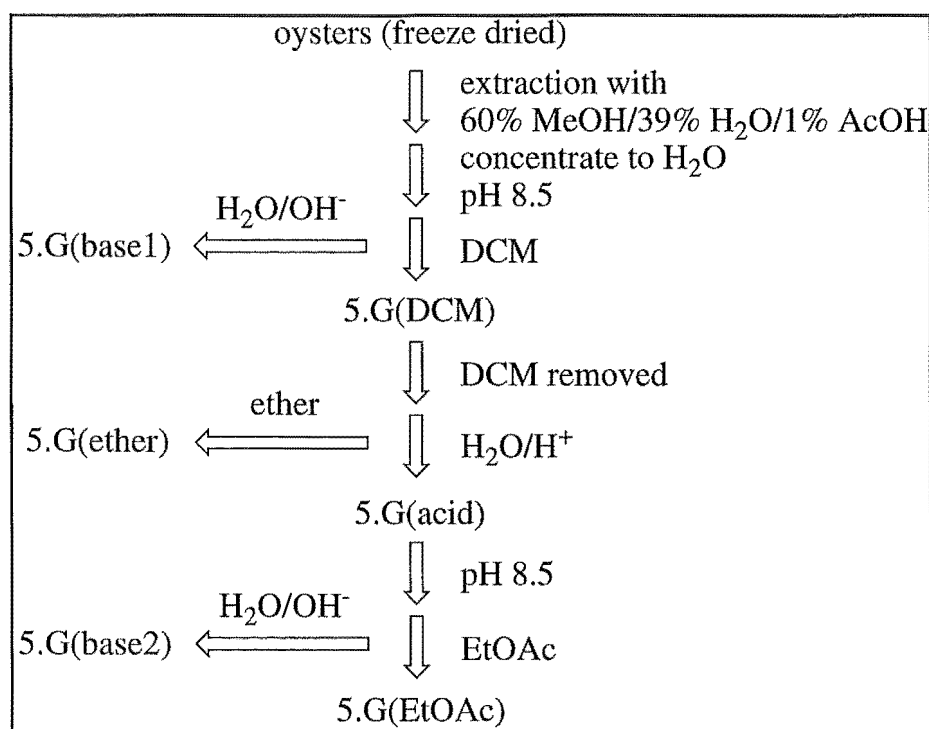 oysters (freeze dried)
extraction with
60% MeOH/39% H₂O/1% AcOH
concentrate to H₂O
pH 8.5
H₂O/OH⁻
5.G(base1)
DCM
5.G(DCM)
DCM removed
ether
5.G(ether)
H₂O/H⁺
5.G(acid)
pH 8.5
H₂O/OH⁻
5.G(base2)
EtOAc
5.G(EtOAc)